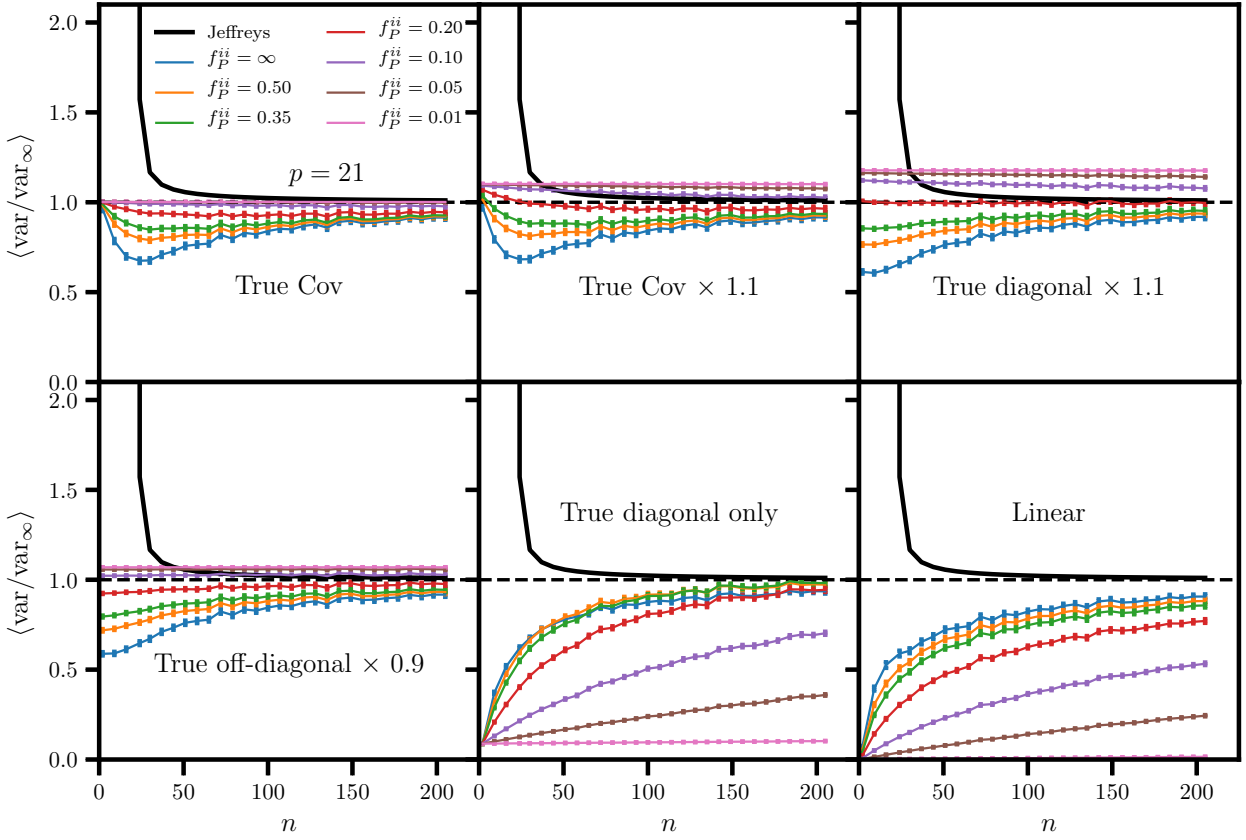 2.0
1.5
1.0
0.5
0.0
⟨var/var∞⟩
Jeffreys
f_P^{ii} = ∞
f_P^{ii} = 0.50
f_P^{ii} = 0.35
f_P^{ii} = 0.20
f_P^{ii} = 0.10
f_P^{ii} = 0.05
f_P^{ii} = 0.01
p = 21
True Cov
True Cov × 1.1
True diagonal × 1.1
2.0
1.5
1.0
0.5
0.0
⟨var/var∞⟩
True off-diagonal × 0.9
True diagonal only
Linear
0 50 100 150 200
0 50 100 150 200
0 50 100 150 200
n
n
n